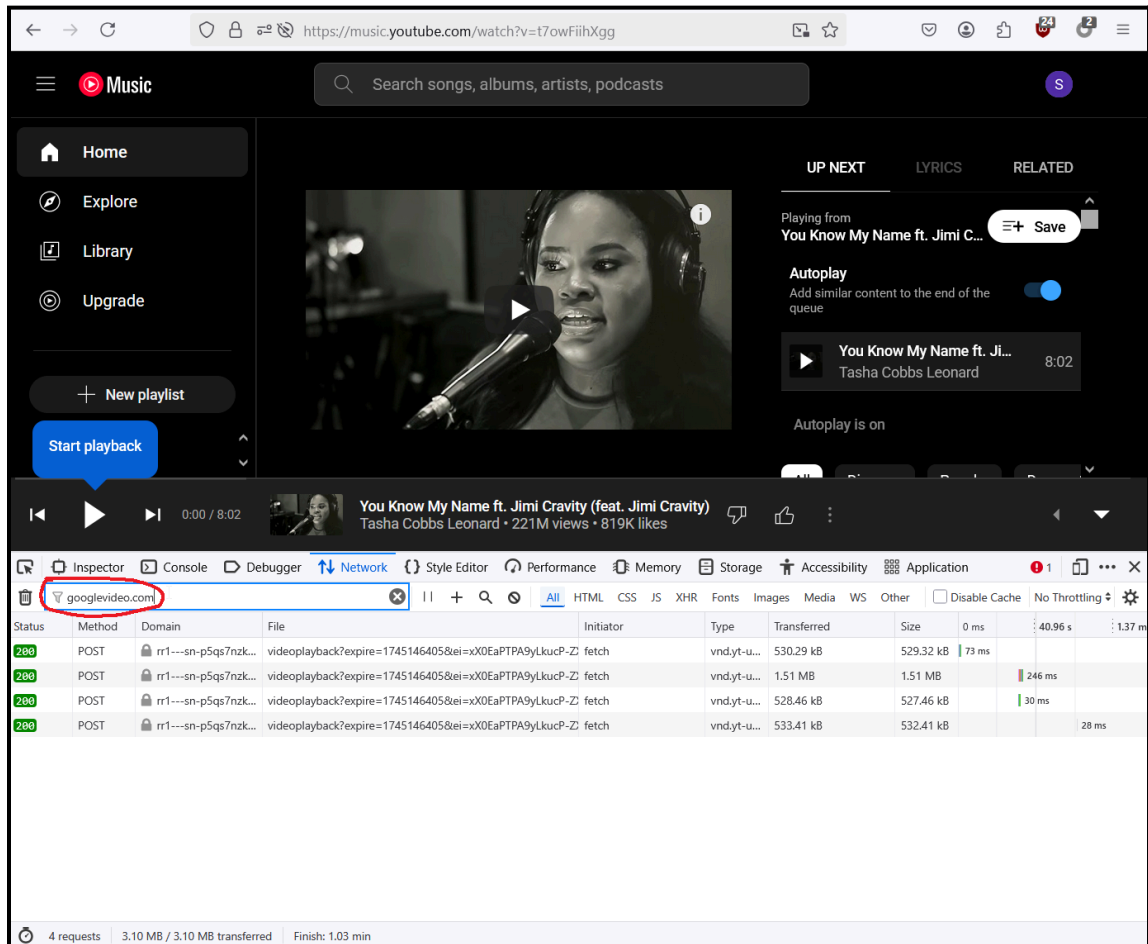 https://music.youtube.com/watch?v=t7owFiihXgg
24
2
Music
Search songs, albums, artists, podcasts
S
Home
Explore
Library
Upgrade
New playlist
Start playback
UP NEXT LYRICS RELATED
Playing from
You Know My Name ft. Jimi C...
Save
Autoplay
Add similar content to the end of the
queue
You Know My Name ft. Ji...
Tasha Cobbs Leonard
8:02
Autoplay is on
All
0:00 / 8:02
You Know My Name ft. Jimi Cravity (feat. Jimi Cravity)
Tasha Cobbs Leonard • 221M views • 819K likes
Inspector Console Debugger Network Style Editor Performance Memory Storage Accessibility Application 1
googlevideo.com All HTML CSS JS XHR Fonts Images Media WS Other Disable Cache No Throttling
Status Method Domain File Initiator Type Transferred Size 0 ms 40.96 s 1.37 m
200 POST rr1---sn-p5qs7nzk... videoplayback?expire=1745146405&ei=xX0EaPTPA9yLkucP-ZX fetch vnd.yt-u... 530.29 kB 529.32 kB 73 ms
200 POST rr1---sn-p5qs7nzk... videoplayback?expire=1745146405&ei=xX0EaPTPA9yLkucP-ZX fetch vnd.yt-u... 1.51 MB 1.51 MB 246 ms
200 POST rr1---sn-p5qs7nzk... videoplayback?expire=1745146405&ei=xX0EaPTPA9yLkucP-ZX fetch vnd.yt-u... 528.46 kB 527.46 kB 30 ms
200 POST rr1---sn-p5qs7nzk... videoplayback?expire=1745146405&ei=xX0EaPTPA9yLkucP-ZX fetch vnd.yt-u... 533.41 kB 532.41 kB 28 ms
4 requests 3.10 MB / 3.10 MB transferred Finish: 1.03 min